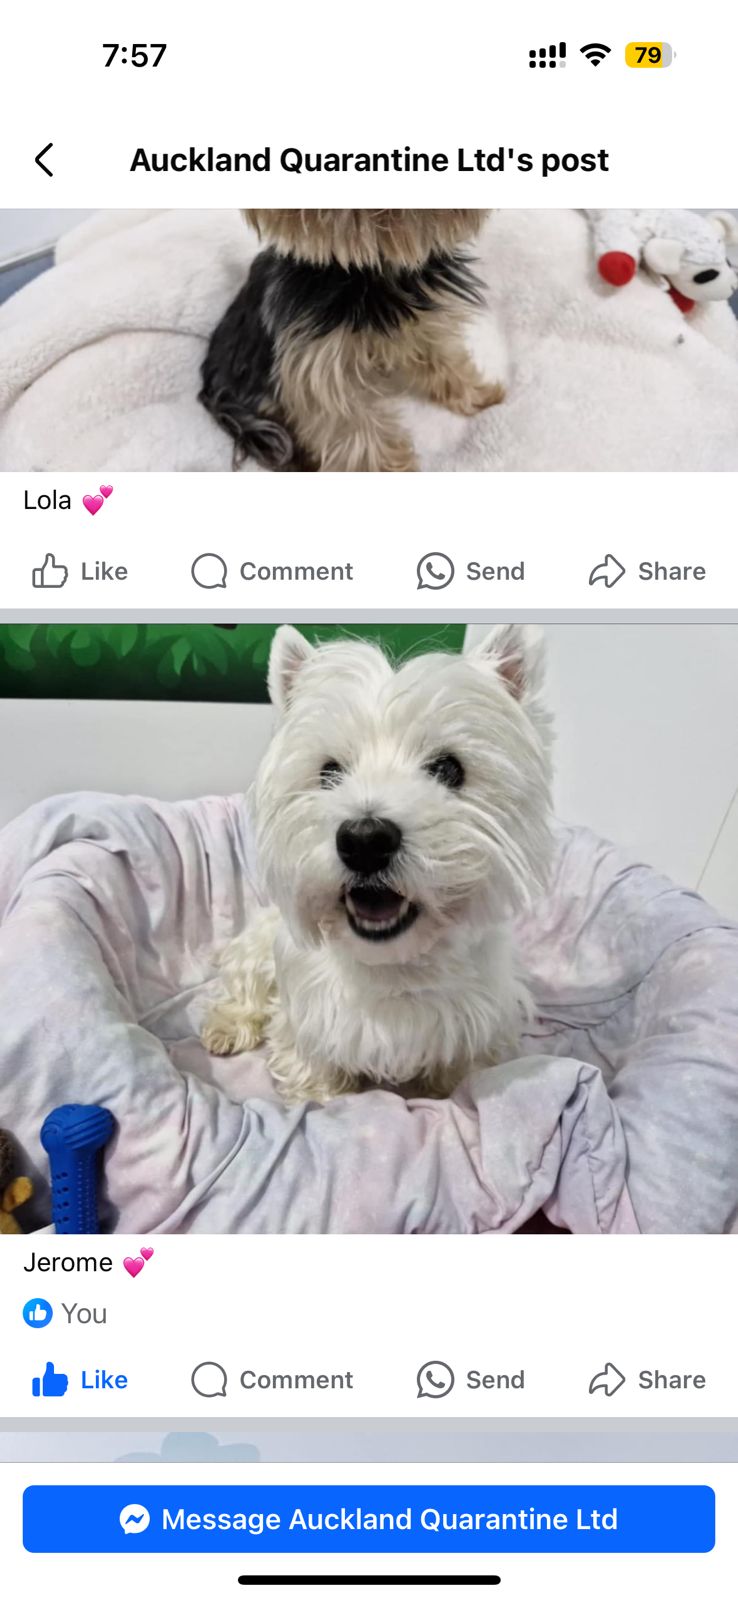 7:57
79
Auckland Quarantine Ltd's post
Lola 💕
Like Comment Send Share
Jerome 💕
You
Like Comment Send Share
Message Auckland Quarantine Ltd